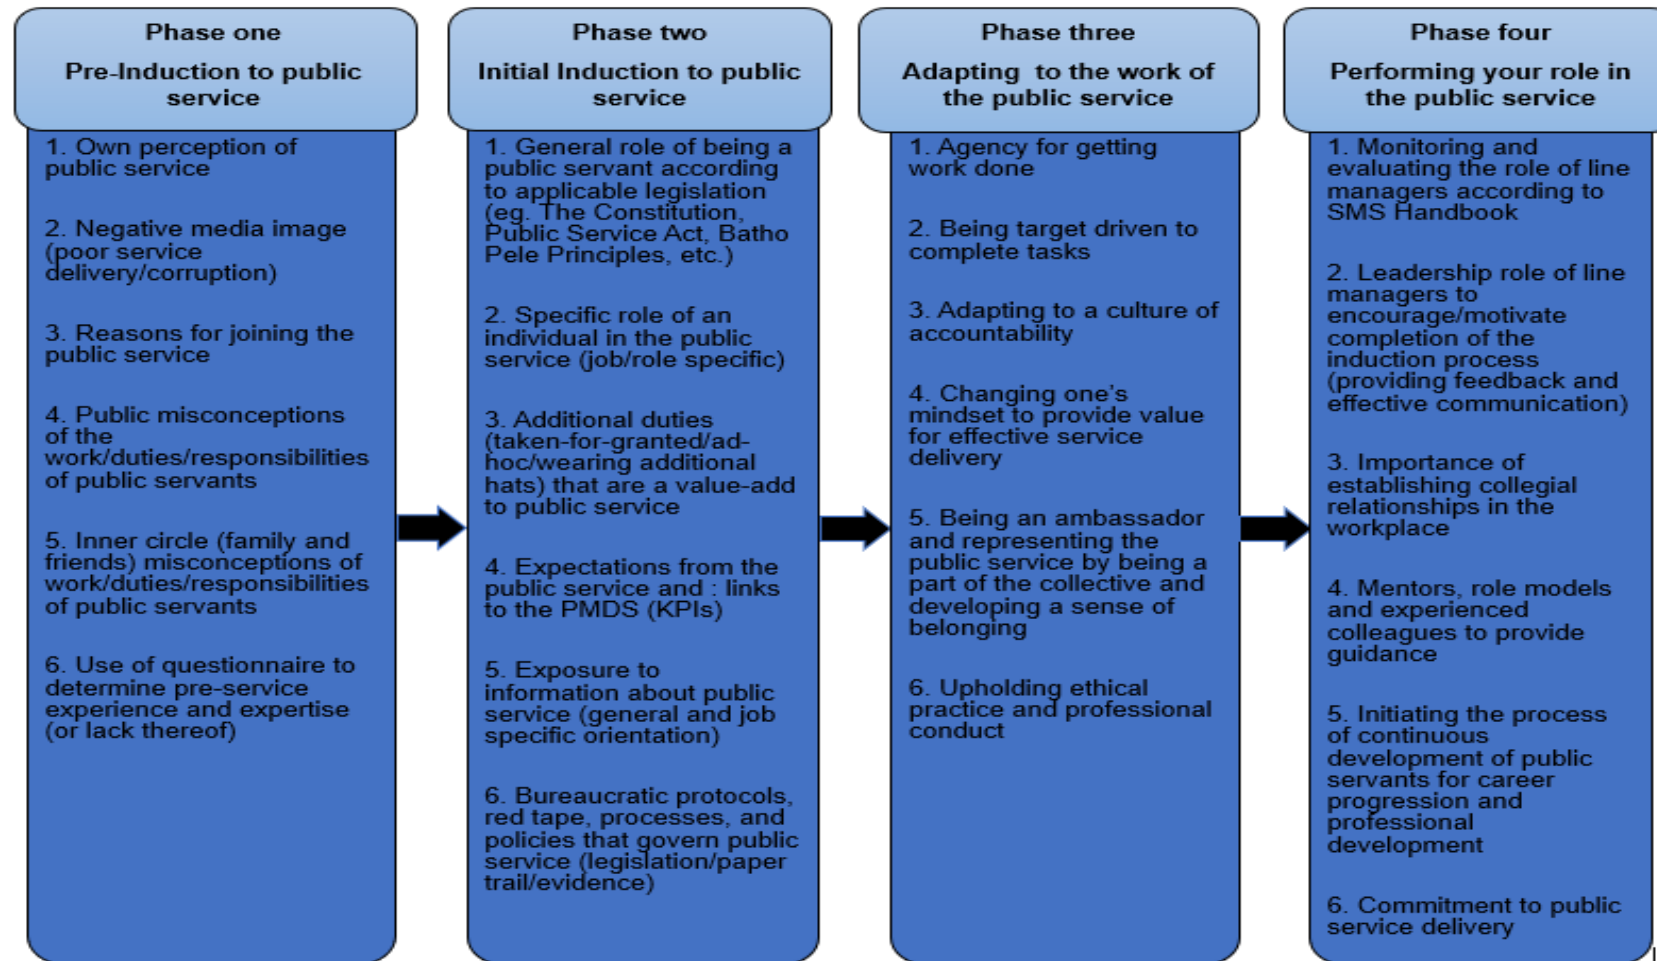 Phase one
Pre-Induction to public
service
1. Own perception of
public service
2. Negative media image
(poor service
delivery/corruption)
3. Reasons for joining the
public service
4. Public misconceptions
of the
work/duties/responsibilities
of public servants
5. Inner circle (family and
friends) misconceptions of
work/duties/responsibilities
of public servants
6. Use of questionnaire to
determine pre-service
experience and expertise
(or lack thereof)
Phase two
Initial Induction to public
service
1. General role of being a
public servant according
to applicable legislation
(eg. The Constitution,
Public Service Act, Batho
Pele Principles, etc.)
2. Specific role of an
individual in the public
service (job/role specific)
3. Additional duties
(taken-for-granted/ad-
hoc/wearing additional
hats) that are a value-add
to public service
4. Expectations from the
public service and : links
to the PMDS (KPIs)
5. Exposure to
information about public
service (general and job
specific orientation)
6. Bureaucratic protocols,
red tape, processes, and
policies that govern public
service (legislation/paper
trail/evidence)
Phase three
Adapting to the work of
the public service
1. Agency for getting
work done
2. Being target driven to
complete tasks
3. Adapting to a culture of
accountability
4. Changing one's
mindset to provide value
for effective service
delivery
5. Being an ambassador
and representing the
public service by being a
part of the collective and
developing a sense of
belonging
6. Upholding ethical
practice and professional
conduct
Phase four
Performing your role in
the public service
1. Monitoring and
evaluating the role of line
managers according to
SMS Handbook
2. Leadership role of line
managers to
encourage/motivate
completion of the
induction process
(providing feedback and
effective communication)
3. Importance of
establishing collegial
relationships in the
workplace
4. Mentors, role models
and experienced
colleagues to provide
guidance
5. Initiating the process
of continuous
development of public
servants for career
progression and
professional
development
6. Commitment to public
service delivery